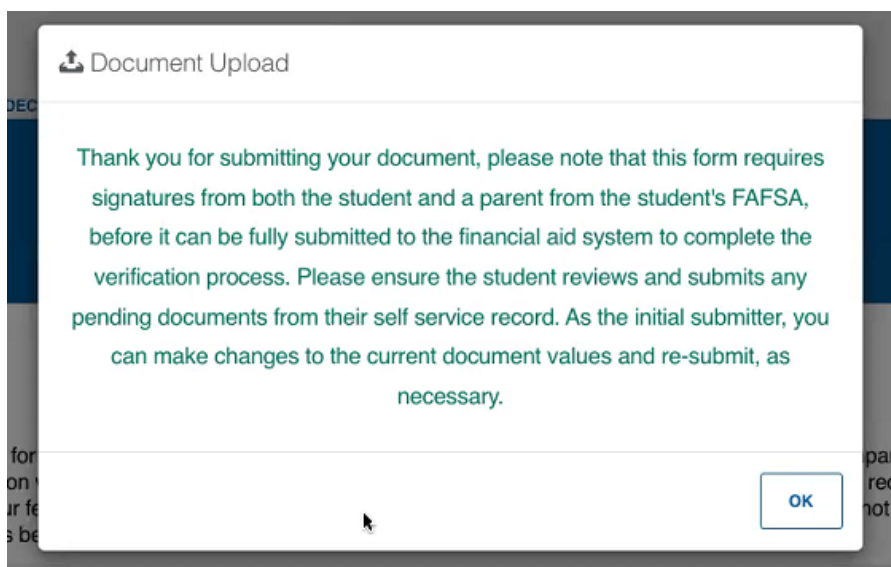 Document Upload
DEC
Thank you for submitting your document, please note that this form requires
signatures from both the student and a parent from the student's FAFSA,
before it can be fully submitted to the financial aid system to complete the
verification process. Please ensure the student reviews and submits any
pending documents from their self service record. As the initial submitter, you
can make changes to the current document values and re-submit, as
necessary.
for
on
OK